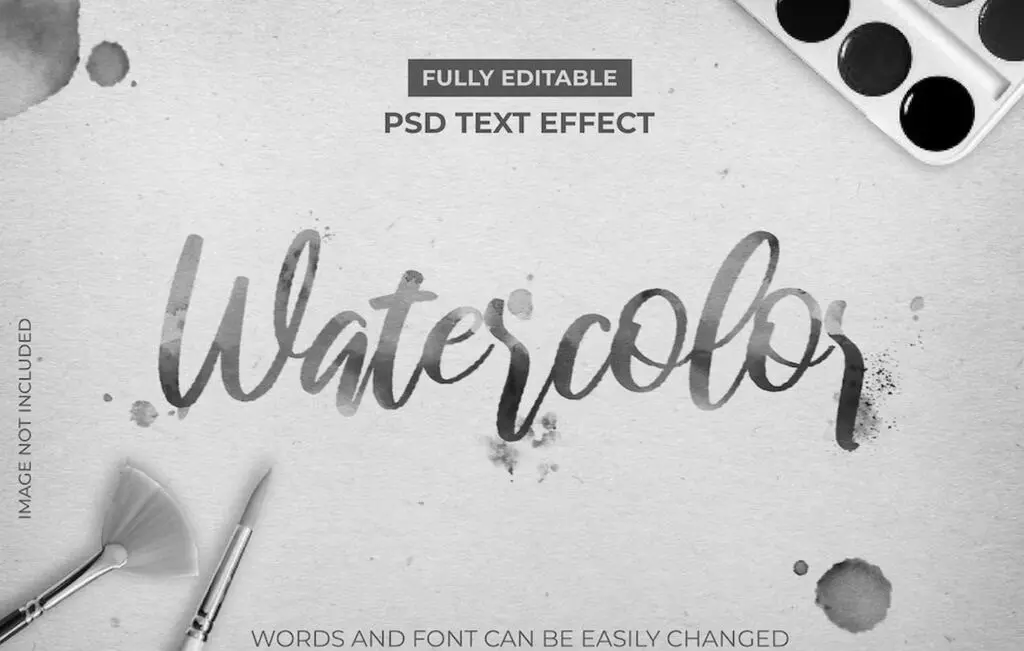 FULLY EDITABLE
PSD TEXT EFFECT
Watercolor
IMAGE NOT INCLUDED
WORDS AND FONT CAN BE EASILY CHANGED